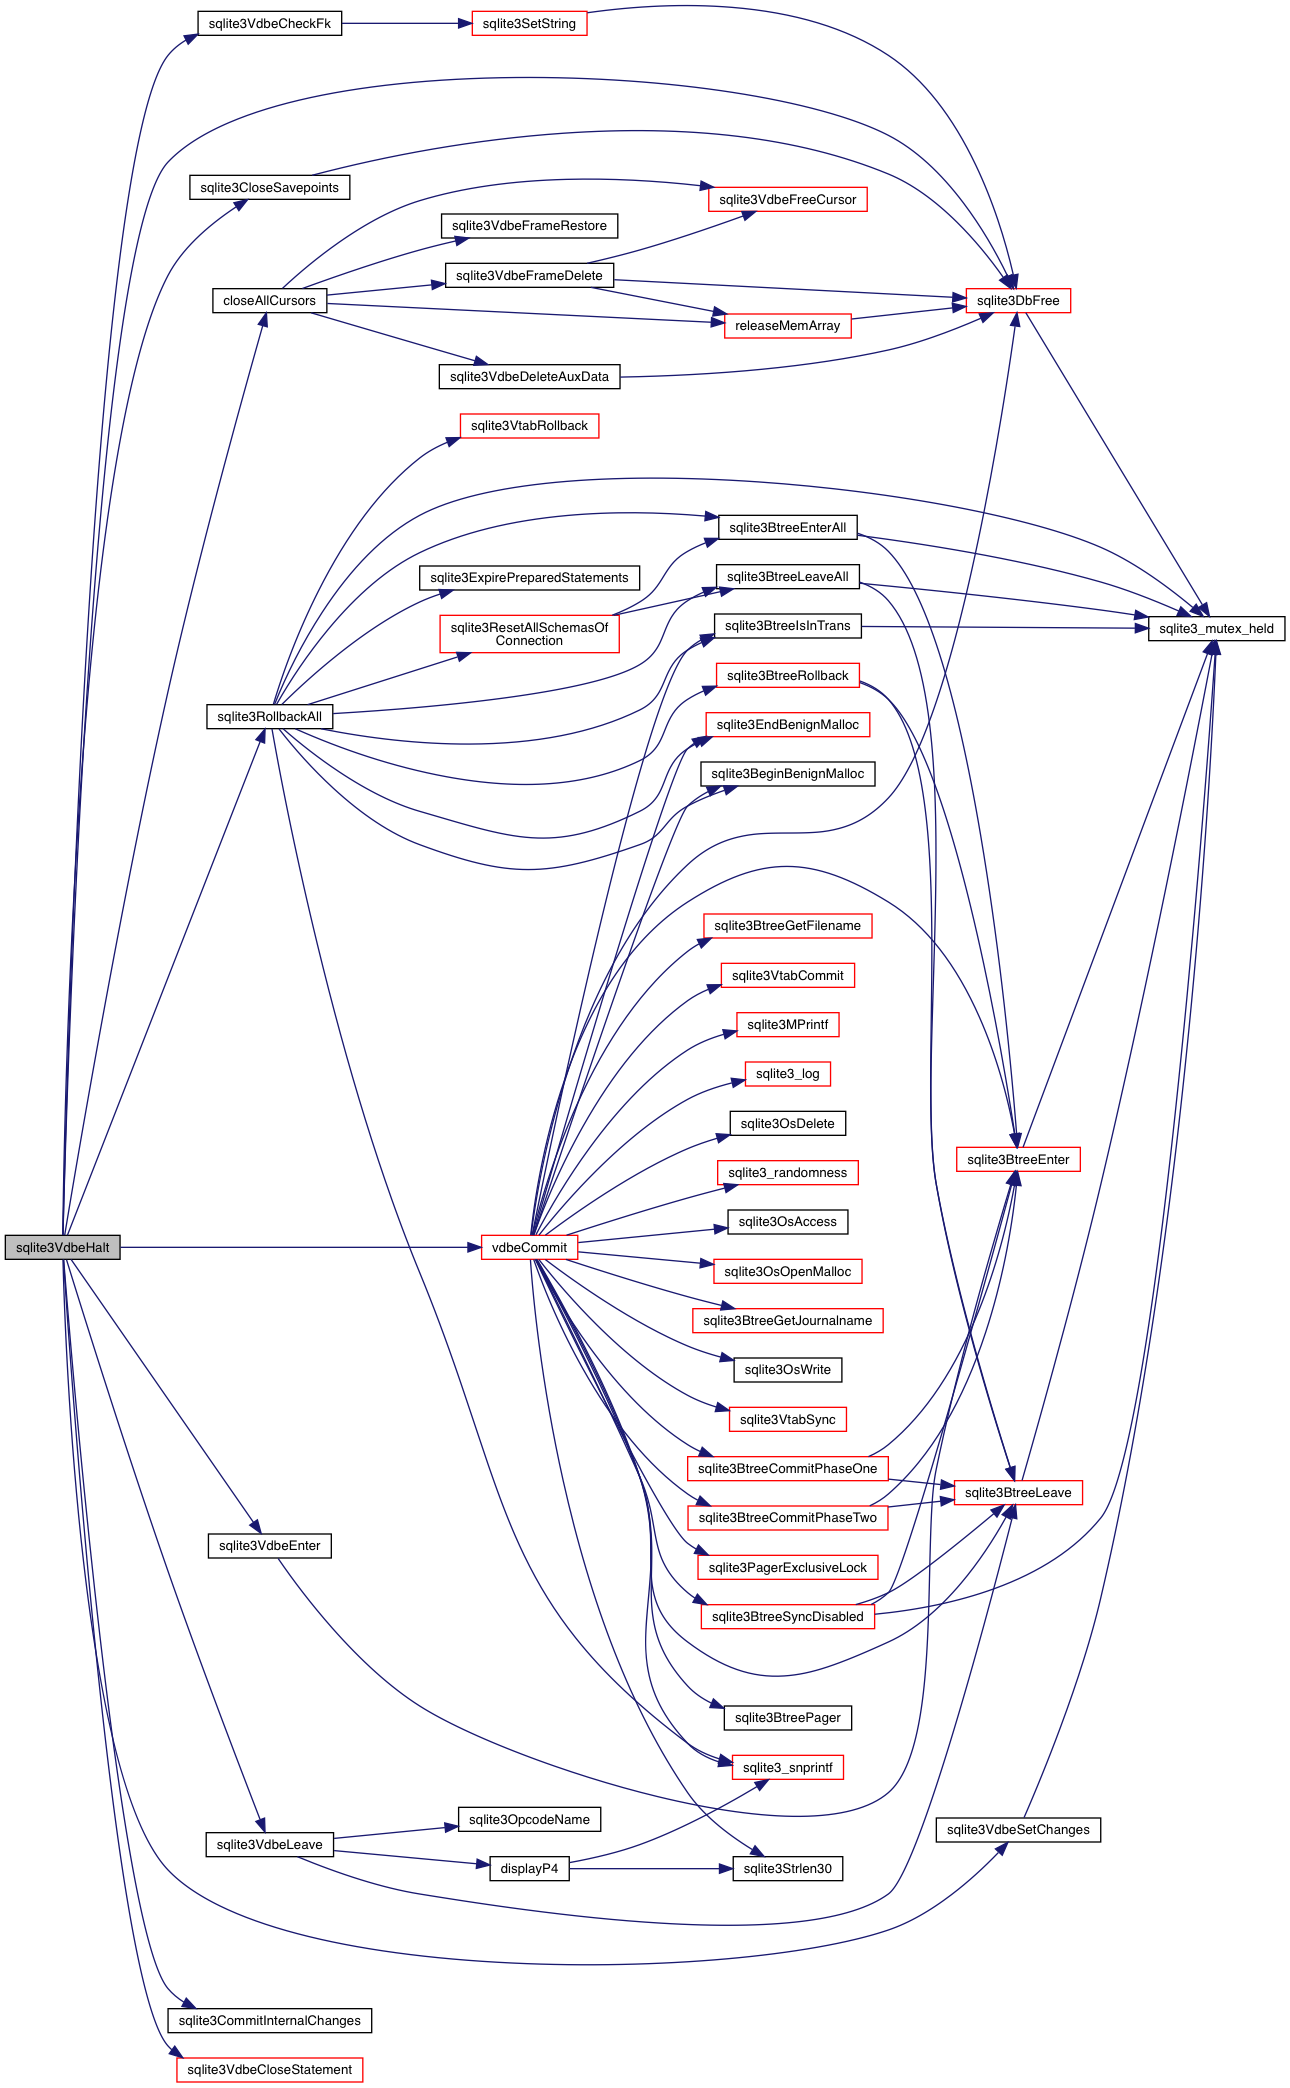 sqlite3VdbeCheckFk
sqlite3SetString
sqlite3CloseSavepoints
sqlite3VdbeFreeCursor
sqlite3VdbeFrameRestore
sqlite3VdbeFrameDelete
closeAllCursors
sqlite3DbFree
releaseMemArray
sqlite3VdbeDeleteAuxData
sqlite3VtabRollback
sqlite3BtreeEnterAll
sqlite3ExpirePreparedStatements
sqlite3BtreeLeaveAll
sqlite3ResetAllSchemasOf
Connection
sqlite3BtreeIsInTrans
sqlite3_mutex_held
sqlite3BtreeRollback
sqlite3RollbackAll
sqlite3EndBenignMalloc
sqlite3BeginBenignMalloc
sqlite3BtreeGetFilename
sqlite3VtabCommit
sqlite3MPrintf
sqlite3_log
sqlite3OsDelete
sqlite3BtreeEnter
sqlite3_randomness
sqlite3OsAccess
sqlite3VdbeHalt
vdbeCommit
sqlite3OsOpenMalloc
sqlite3BtreeGetJournalname
sqlite3OsWrite
sqlite3VtabSync
sqlite3BtreeCommitPhaseOne
sqlite3BtreeLeave
sqlite3BtreeCommitPhaseTwo
sqlite3VdbeEnter
sqlite3PagerExclusiveLock
sqlite3BtreeSyncDisabled
sqlite3BtreePager
sqlite3_snprintf
sqlite3OpcodeName
sqlite3VdbeSetChanges
sqlite3VdbeLeave
displayP4
sqlite3Strlen30
sqlite3CommitInternalChanges
sqlite3VdbeCloseStatement